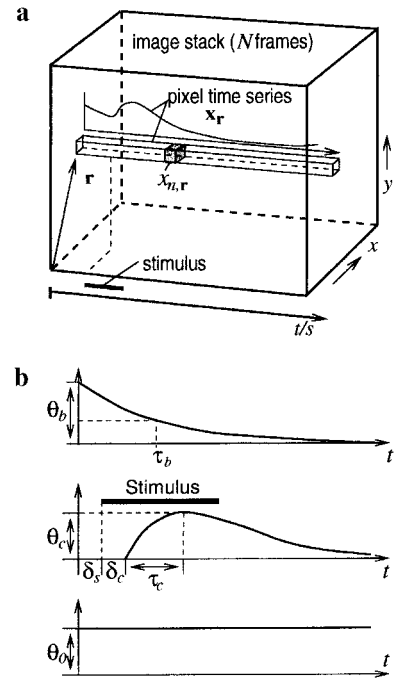 a
image stack (N frames)
pixel time series
x_r
x_{n,r}
r
y
x
stimulus
t/s
b
θ_b
τ_b
t
Stimulus
θ_c
δ_s
δ_c
τ_c
t
θ_0
t